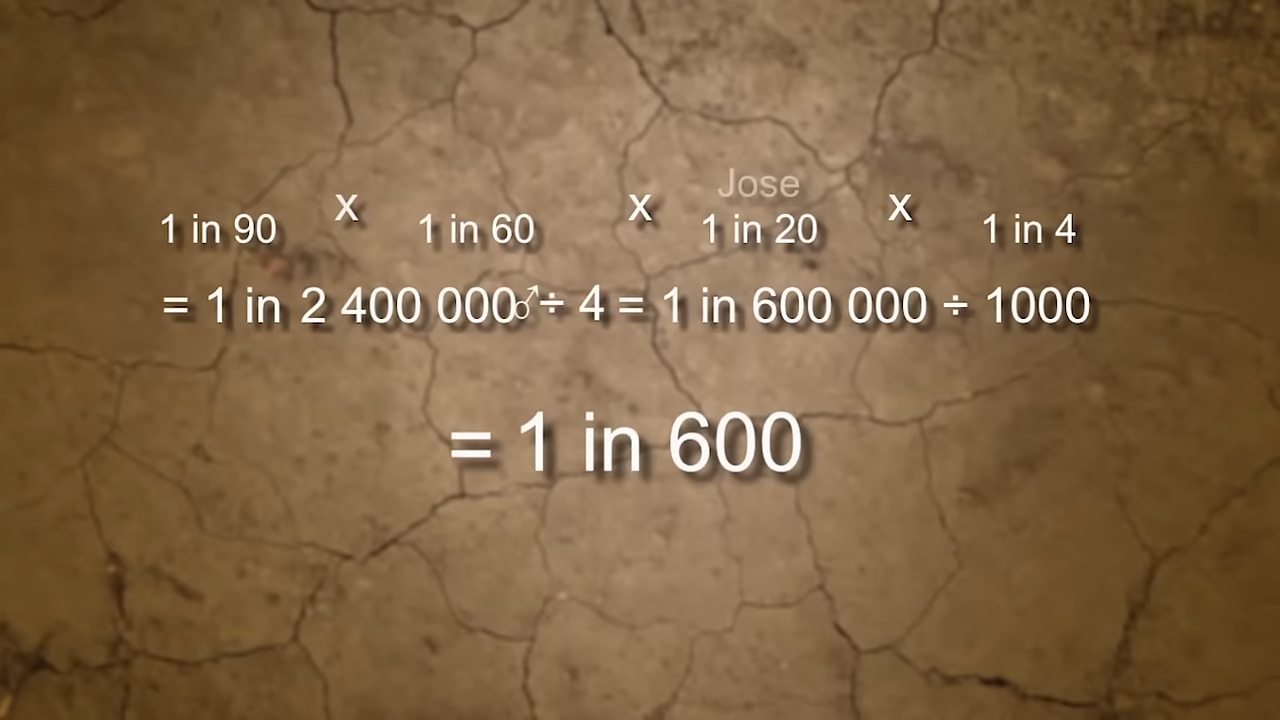 Jose
1 in 90 x 1 in 60 x 1 in 20 x 1 in 4
= 1 in 2 400 000♂÷ 4 = 1 in 600 000 ÷ 1000
= 1 in 600